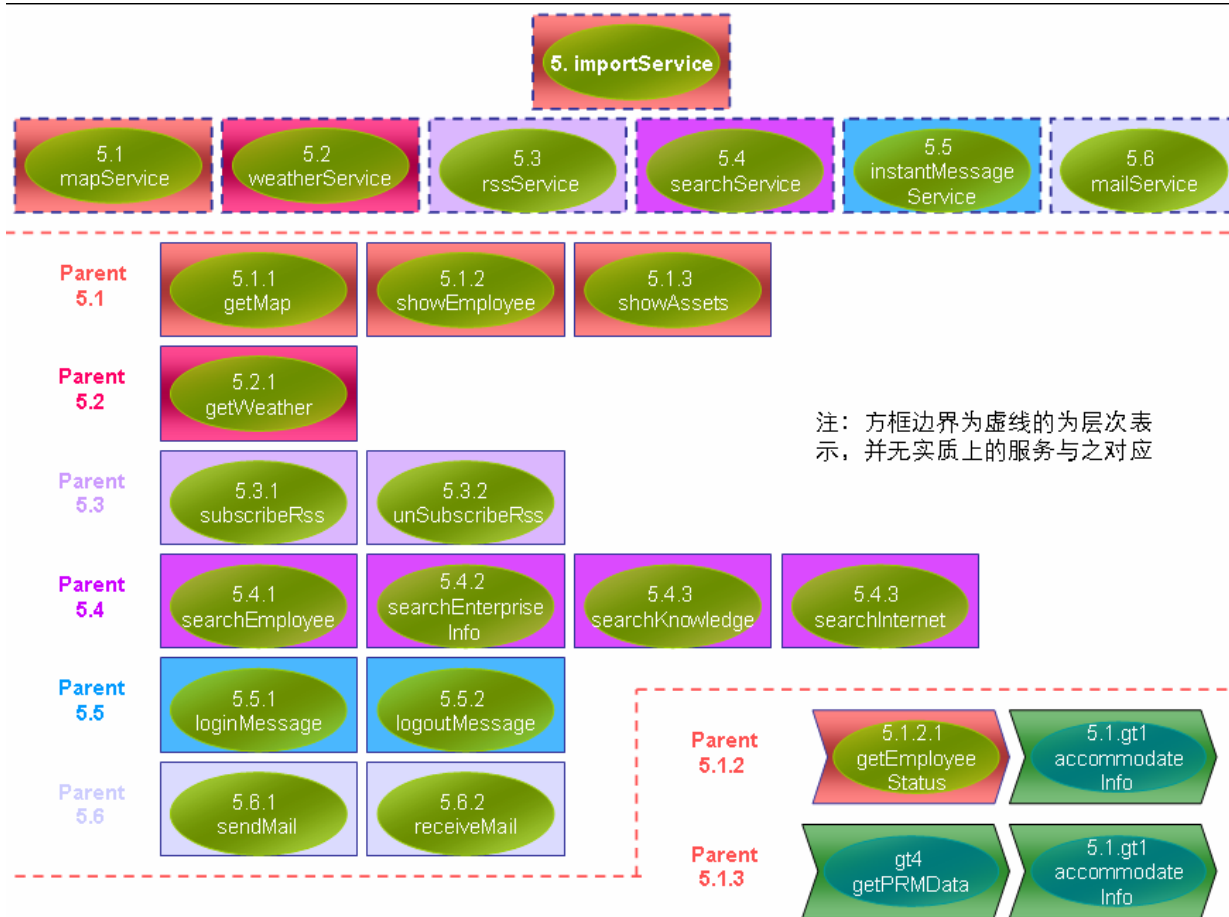 5. importService
5.1
mapService
5.2
weatherService
5.3
rssService
5.4
searchService
5.5
instantMessage
Service
5.6
mailService
Parent
5.1
5.1.1
getMap
5.1.2
showEmployee
5.1.3
showAssets
Parent
5.2
5.2.1
getWeather
注：方框边界为虚线的为层次表
示，并无实质上的服务与之对应
Parent
5.3
5.3.1
subscribeRss
5.3.2
unSubscribeRss
Parent
5.4
5.4.1
searchEmployee
5.4.2
searchEnterprise
Info
5.4.3
searchKnowledge
5.4.3
searchInternet
Parent
5.5
5.5.1
loginMessage
5.5.2
logoutMessage
Parent
5.6
5.6.1
sendMail
5.6.2
receiveMail
Parent
5.1.2
5.1.2.1
getEmployee
Status
5.1.gt1
accommodate
Info
Parent
5.1.3
gt4
getPRMData
5.1.gt1
accommodate
Info